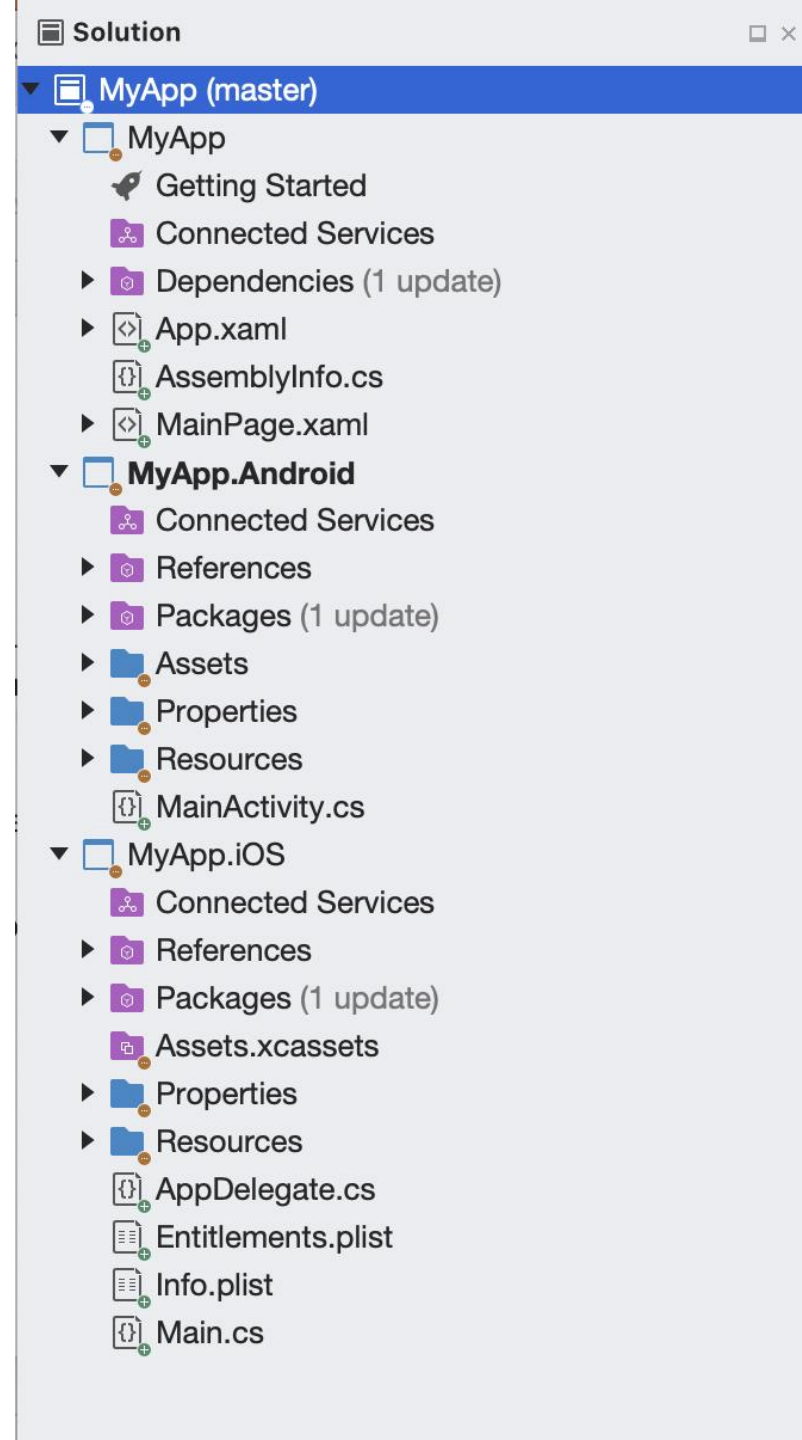 Solution
MyApp (master)
MyApp
Getting Started
Connected Services
Dependencies (1 update)
App.xaml
AssemblyInfo.cs
MainPage.xaml
MyApp.Android
Connected Services
References
Packages (1 update)
Assets
Properties
Resources
MainActivity.cs
MyApp.iOS
Connected Services
References
Packages (1 update)
Assets.xcassets
Properties
Resources
AppDelegate.cs
Entitlements.plist
Info.plist
Main.cs